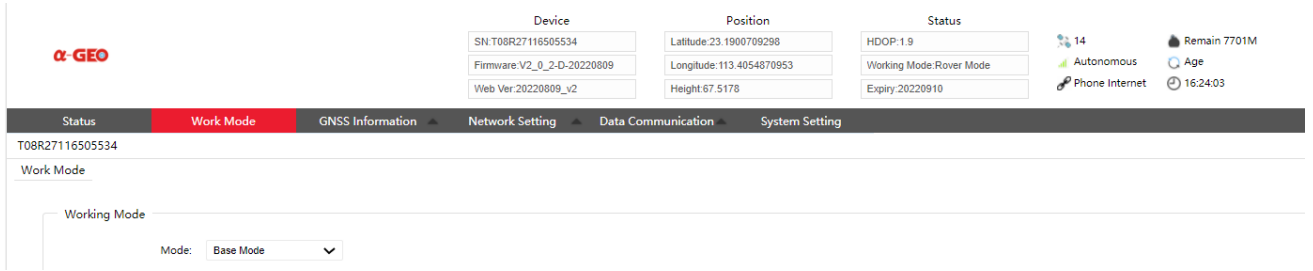 α-GEO
Device Position Status
SN:T08R27116505534 Latitude:23.1900709298 HDOP:1.9 14 Remain 7701M
Firmware:V2_0_2-D-20220809 Longitude:113.4054870953 Working Mode:Rover Mode Autonomous Age
Web Ver:20220809_v2 Height:67.5178 Expiry:20220910 Phone Internet 16:24:03
Status Work Mode GNSS Information Network Setting Data Communication System Setting
T08R27116505534
Work Mode
Working Mode
Mode: Base Mode